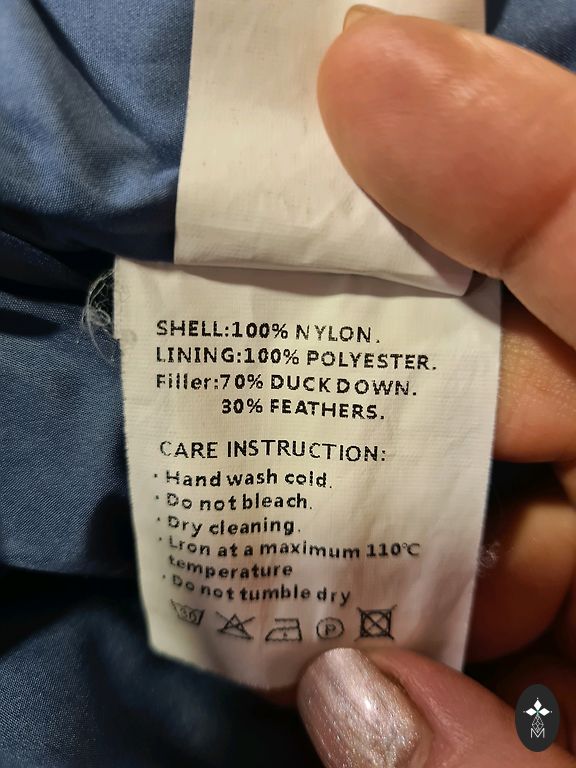 SHELL:100% NYLON.
LINING:100% POLYESTER.
Filler:70% DUCK DOWN.
30% FEATHERS.
CARE INSTRUCTION:
· Hand wash cold.
· Do not bleach.
· Dry cleaning.
· Lron at a maximum 110℃
temperature
· Do not tumble dry
30 P
M